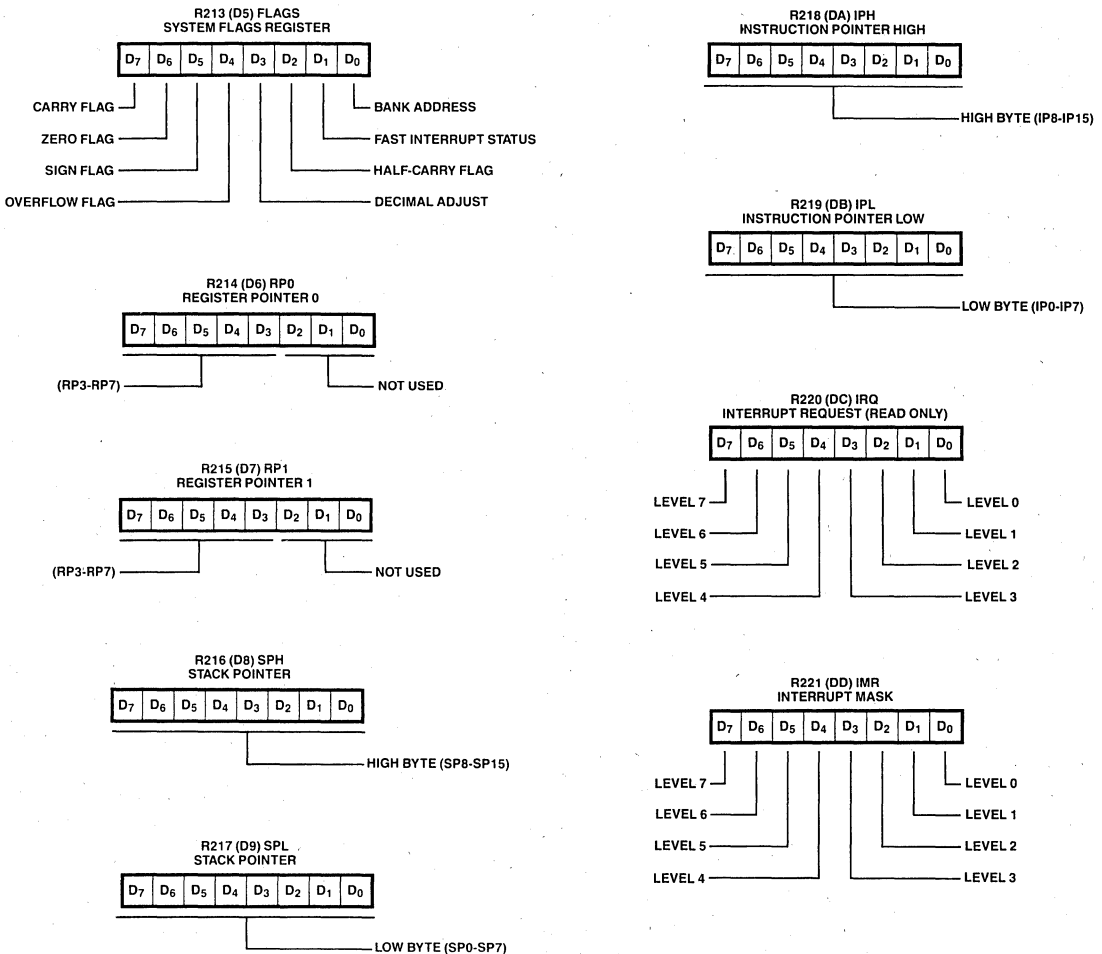 R213 (D5) FLAGS
SYSTEM FLAGS REGISTER
D7 D6 D5 D4 D3 D2 D1 D0
CARRY FLAG
ZERO FLAG
SIGN FLAG
OVERFLOW FLAG
BANK ADDRESS
FAST INTERRUPT STATUS
HALF-CARRY FLAG
DECIMAL ADJUST
R214 (D6) RP0
REGISTER POINTER 0
D7 D6 D5 D4 D3 D2 D1 D0
(RP3-RP7)
NOT USED
R215 (D7) RP1
REGISTER POINTER 1
D7 D6 D5 D4 D3 D2 D1 D0
(RP3-RP7)
NOT USED
R216 (D8) SPH
STACK POINTER
D7 D6 D5 D4 D3 D2 D1 D0
HIGH BYTE (SP8-SP15)
R217 (D9) SPL
STACK POINTER
D7 D6 D5 D4 D3 D2 D1 D0
LOW BYTE (SP0-SP7)
R218 (DA) IPH
INSTRUCTION POINTER HIGH
D7 D6 D5 D4 D3 D2 D1 D0
HIGH BYTE (IP8-IP15)
R219 (DB) IPL
INSTRUCTION POINTER LOW
D7 D6 D5 D4 D3 D2 D1 D0
LOW BYTE (IP0-IP7)
R220 (DC) IRQ
INTERRUPT REQUEST (READ ONLY)
D7 D6 D5 D4 D3 D2 D1 D0
LEVEL 7
LEVEL 6
LEVEL 5
LEVEL 4
LEVEL 0
LEVEL 1
LEVEL 2
LEVEL 3
R221 (DD) IMR
INTERRUPT MASK
D7 D6 D5 D4 D3 D2 D1 D0
LEVEL 7
LEVEL 6
LEVEL 5
LEVEL 4
LEVEL 0
LEVEL 1
LEVEL 2
LEVEL 3